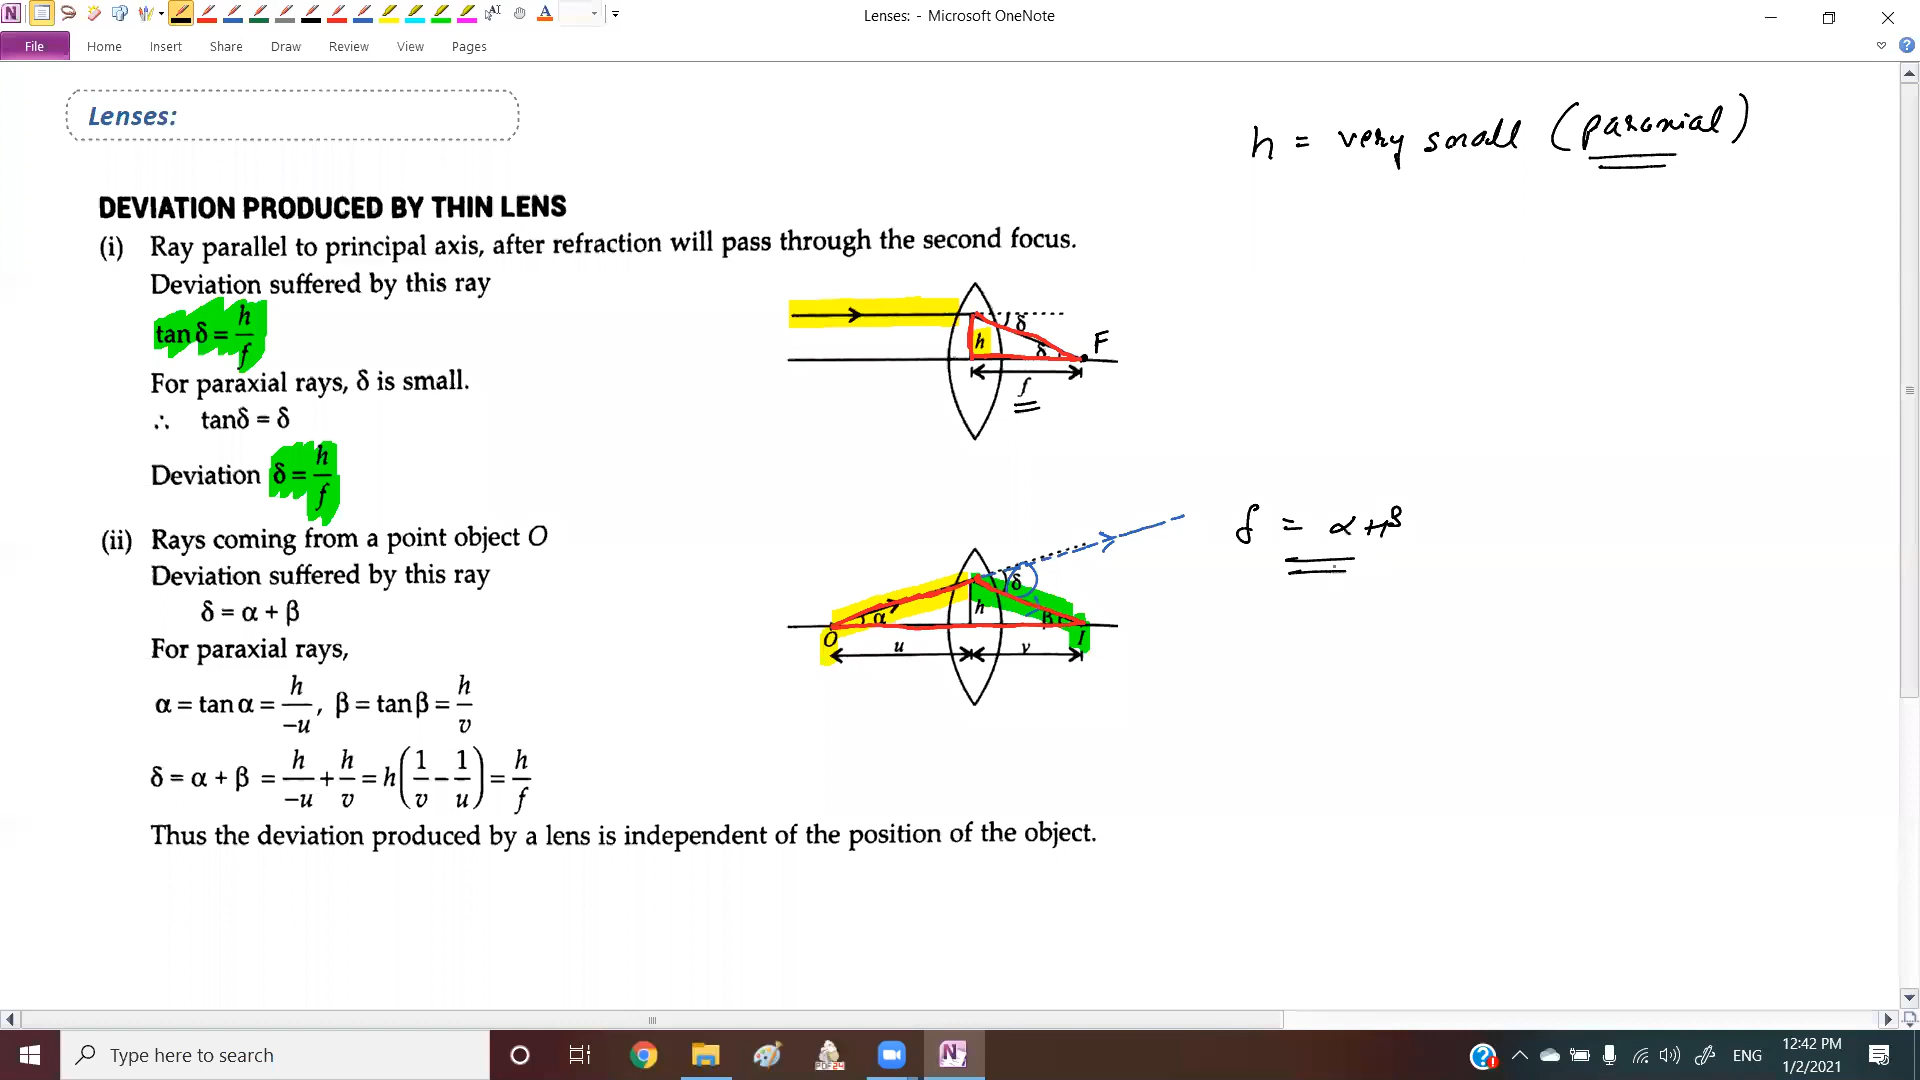 Lenses: - Microsoft OneNote
File Home Insert Share Draw Review View Pages
Lenses:
h = very small (paraxial)
DEVIATION PRODUCED BY THIN LENS
(i) Ray parallel to principal axis, after refraction will pass through the second focus.
Deviation suffered by this ray
tan δ = h/f
For paraxial rays, δ is small.
∴ tanδ = δ
Deviation δ = h/f
δ
h
δ
F
f
(ii) Rays coming from a point object O
Deviation suffered by this ray
δ = α + β
For paraxial rays,
α = tan α = h/-u, β = tan β = h/v
δ = α + β = h/-u + h/v = h(1/v - 1/u) = h/f
Thus the deviation produced by a lens is independent of the position of the object.
δ = α + β
δ
α
h
β
O
I
u
v
Type here to search
PDF24
ENG
12:42 PM
1/2/2021